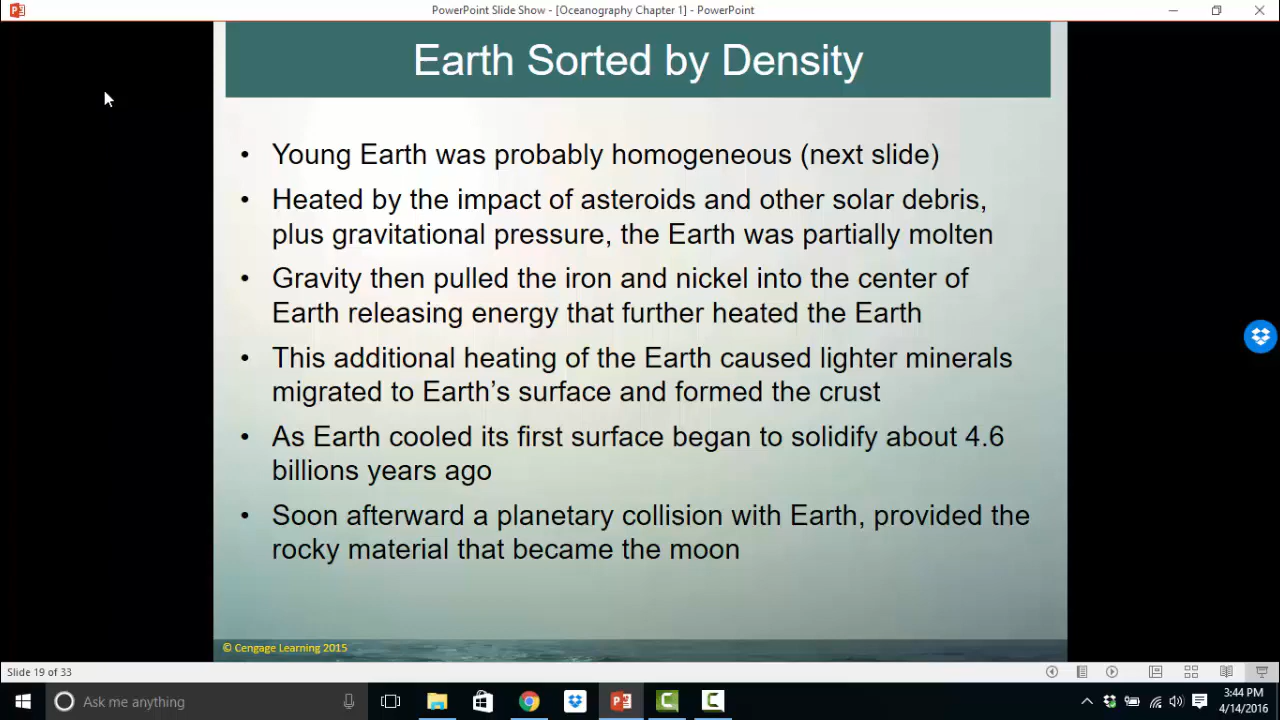 PowerPoint Slide Show - [Oceanography Chapter 1] - PowerPoint
Earth Sorted by Density
• Young Earth was probably homogeneous (next slide)
• Heated by the impact of asteroids and other solar debris,
plus gravitational pressure, the Earth was partially molten
• Gravity then pulled the iron and nickel into the center of
Earth releasing energy that further heated the Earth
• This additional heating of the Earth caused lighter minerals
migrated to Earth’s surface and formed the crust
• As Earth cooled its first surface began to solidify about 4.6
billions years ago
• Soon afterward a planetary collision with Earth, provided the
rocky material that became the moon
© Cengage Learning 2015
Slide 19 of 33
Ask me anything
3:44 PM
4/14/2016